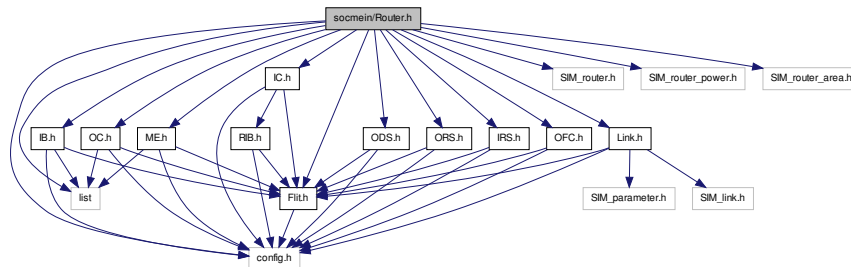 socmein/Router.h
IC.h
SIM_router.h
SIM_router_power.h
SIM_router_area.h
IB.h
OC.h
ME.h
RIB.h
ODS.h
ORS.h
IRS.h
OFC.h
Link.h
list
Flit.h
SIM_parameter.h
SIM_link.h
config.h